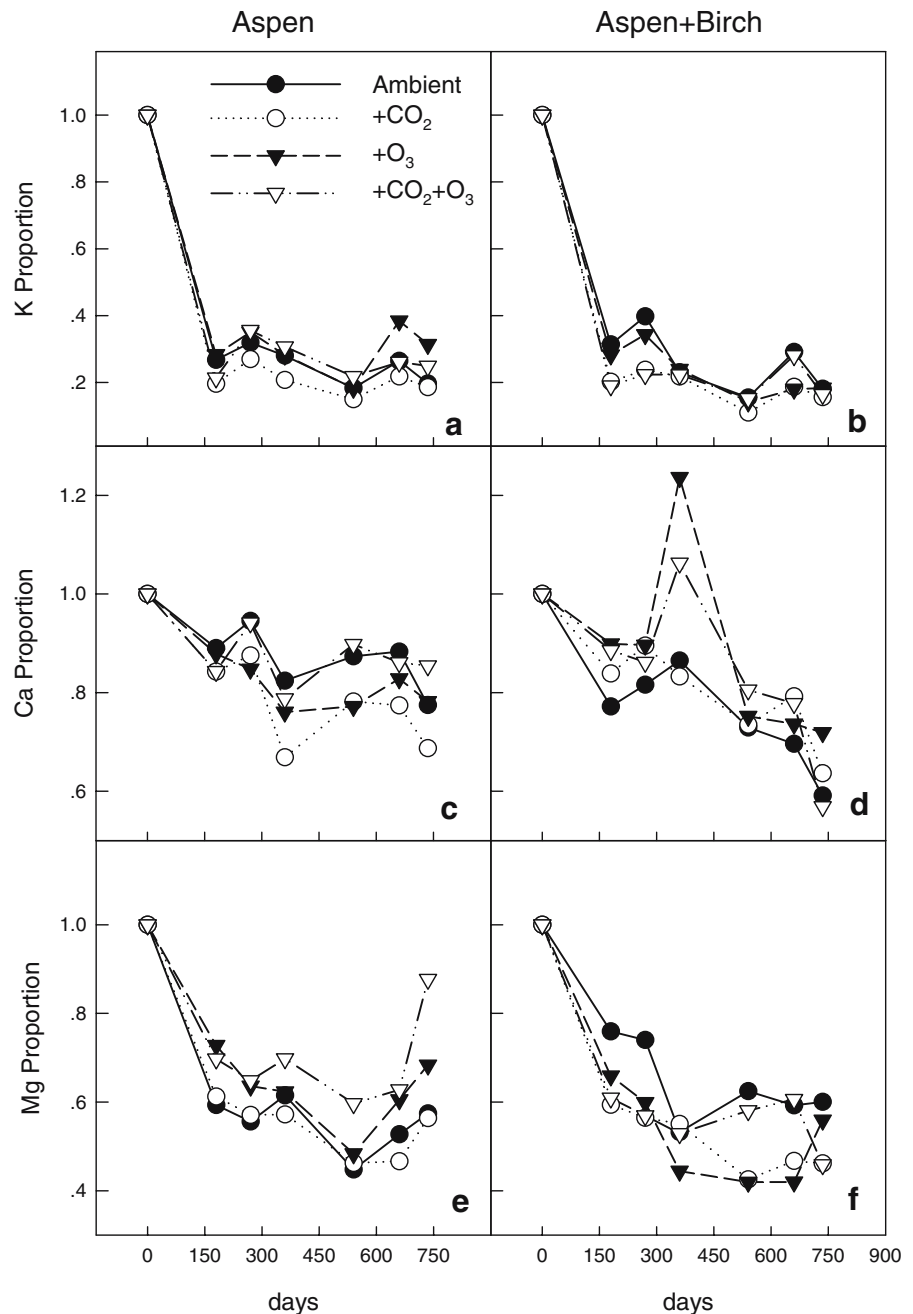 Aspen
Aspen+Birch
Ambient
+CO2
+O3
+CO2+O3
K Proportion
1.0
.8
.6
.4
.2
a
b
Ca Proportion
1.2
1.0
.8
.6
c
d
Mg Proportion
1.0
.8
.6
.4
e
f
0 150 300 450 600 750
0 150 300 450 600 750 900
days
days